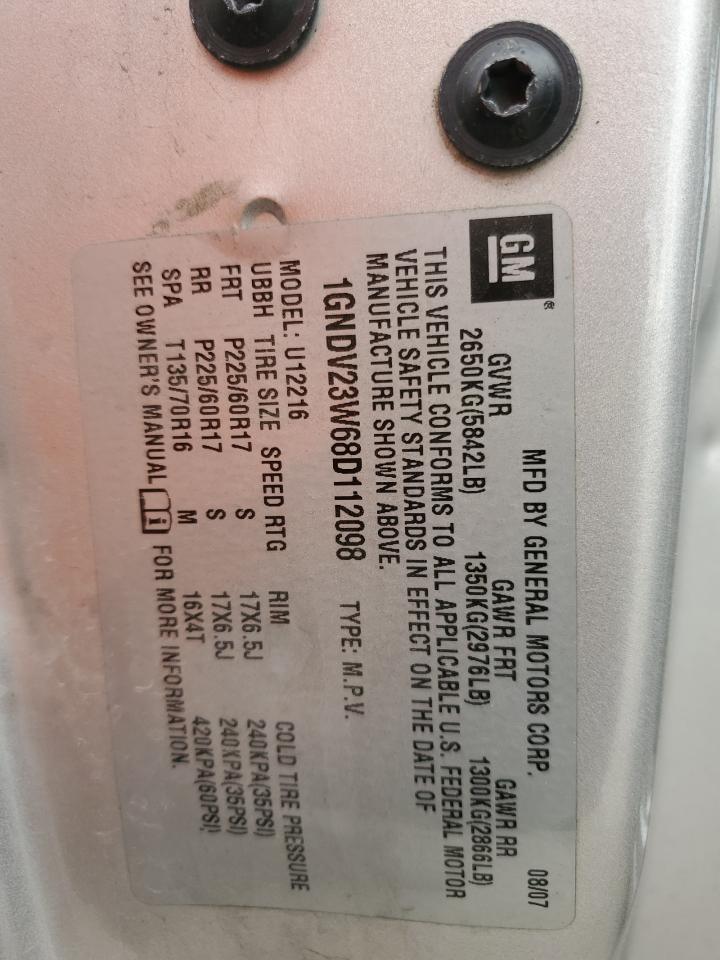 GM®
MFD BY GENERAL MOTORS CORP. 08/07
GVWR GAWR FRT GAWR RR
2650KG(5842LB) 1350KG(2976LB) 1300KG(2866LB)
THIS VEHICLE CONFORMS TO ALL APPLICABLE U.S. FEDERAL MOTOR
VEHICLE SAFETY STANDARDS IN EFFECT ON THE DATE OF
MANUFACTURE SHOWN ABOVE.
1GNDV23W68D112098 TYPE: M.P.V.
MODEL: U12216
UBBH TIRE SIZE SPEED RTG RIM COLD TIRE PRESSURE
FRT P225/60R17 S 17X6.5J 240KPA(35PSI)
RR P225/60R17 S 17X6.5J 240KPA(35PSI)
SPA T135/70R16 M 16X4T 420KPA(60PSI),
SEE OWNER'S MANUAL i FOR MORE INFORMATION.